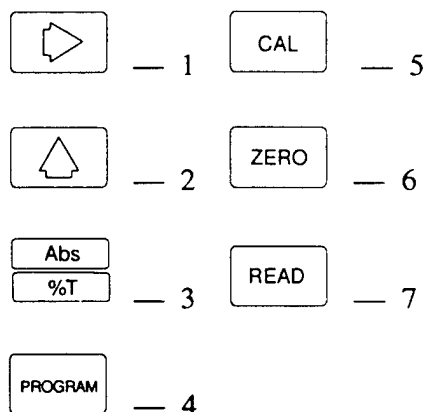 — 1
CAL — 5
— 2
ZERO — 6
Abs
%T — 3
READ — 7
PROGRAM — 4